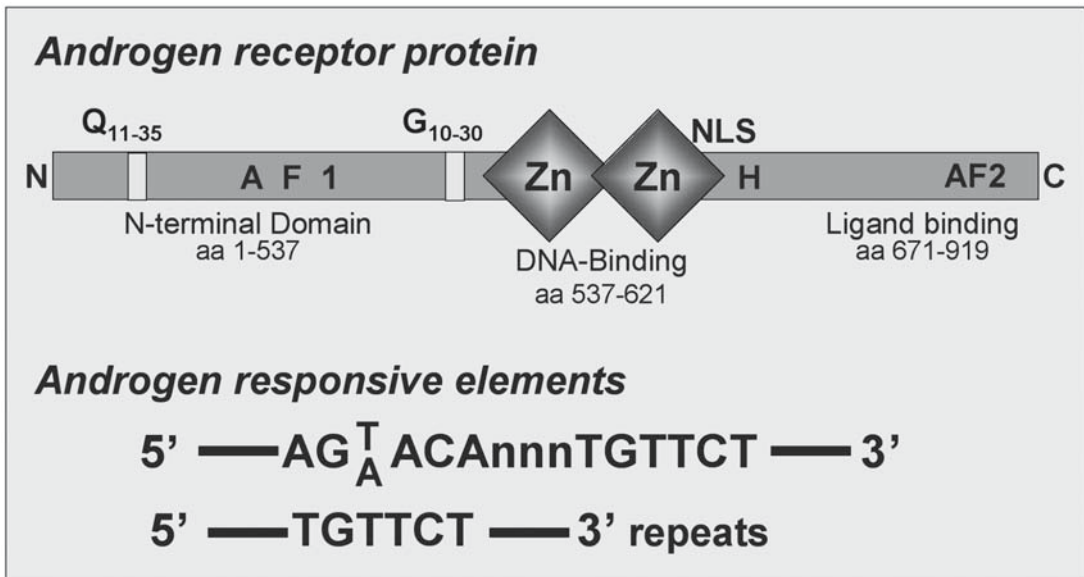 Androgen receptor protein
Q11-35 G10-30 NLS
N A F 1 Zn Zn H AF2 C
N-terminal Domain
aa 1-537
DNA-Binding
aa 537-621
Ligand binding
aa 671-919
Androgen responsive elements
5’ AGT/A ACAnnnTGTTCT 3’
5’ TGTTCT 3’ repeats